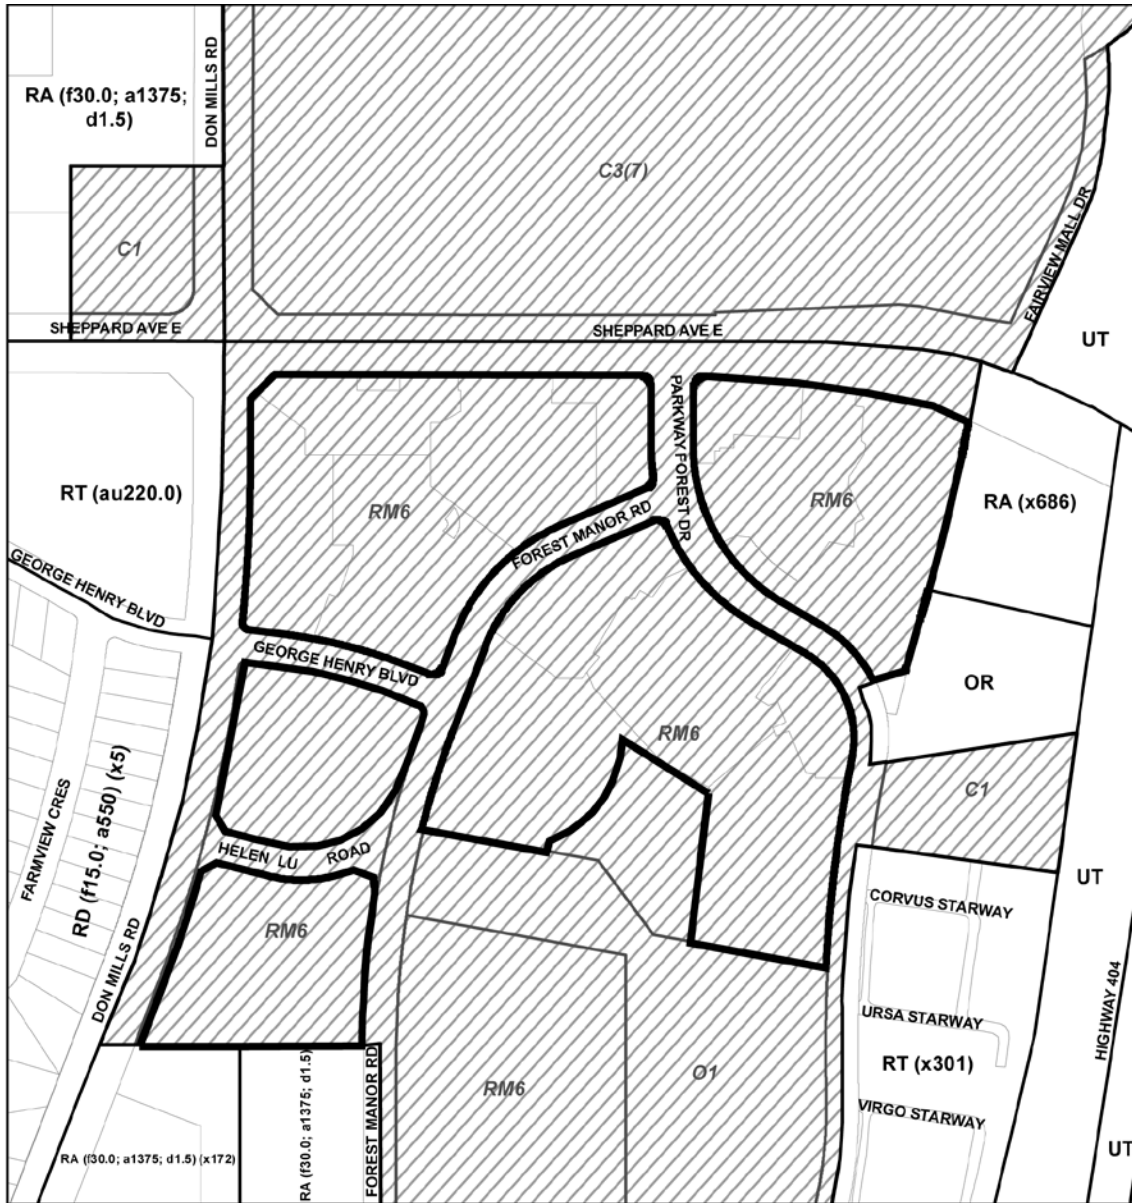 RA (f30.0; a1375;
d1.5)
DON MILLS RD
C3(7)
C1
FAIRVIEW MALL DR
SHEPPARD AVE E
SHEPPARD AVE E
UT
PARKWAY FOREST DR
RT (au220.0)
RM6
RM6
RA (x686)
FOREST MANOR RD
GEORGE HENRY BLVD
GEORGE HENRY BLVD
OR
RM6
RD (f15.0; a550) (x5)
FARMVIEW CRES
C1
HELEN LU ROAD
UT
CORVUS STARWAY
RM6
DON MILLS RD
URSA STARWAY
HIGHWAY 404
RT (x301)
O1
RM6
VIRGO STARWAY
RA (f30.0; a1375; d1.5)
FOREST MANOR RD
RA (f30.0; a1375; d1.5) (x172)
UT